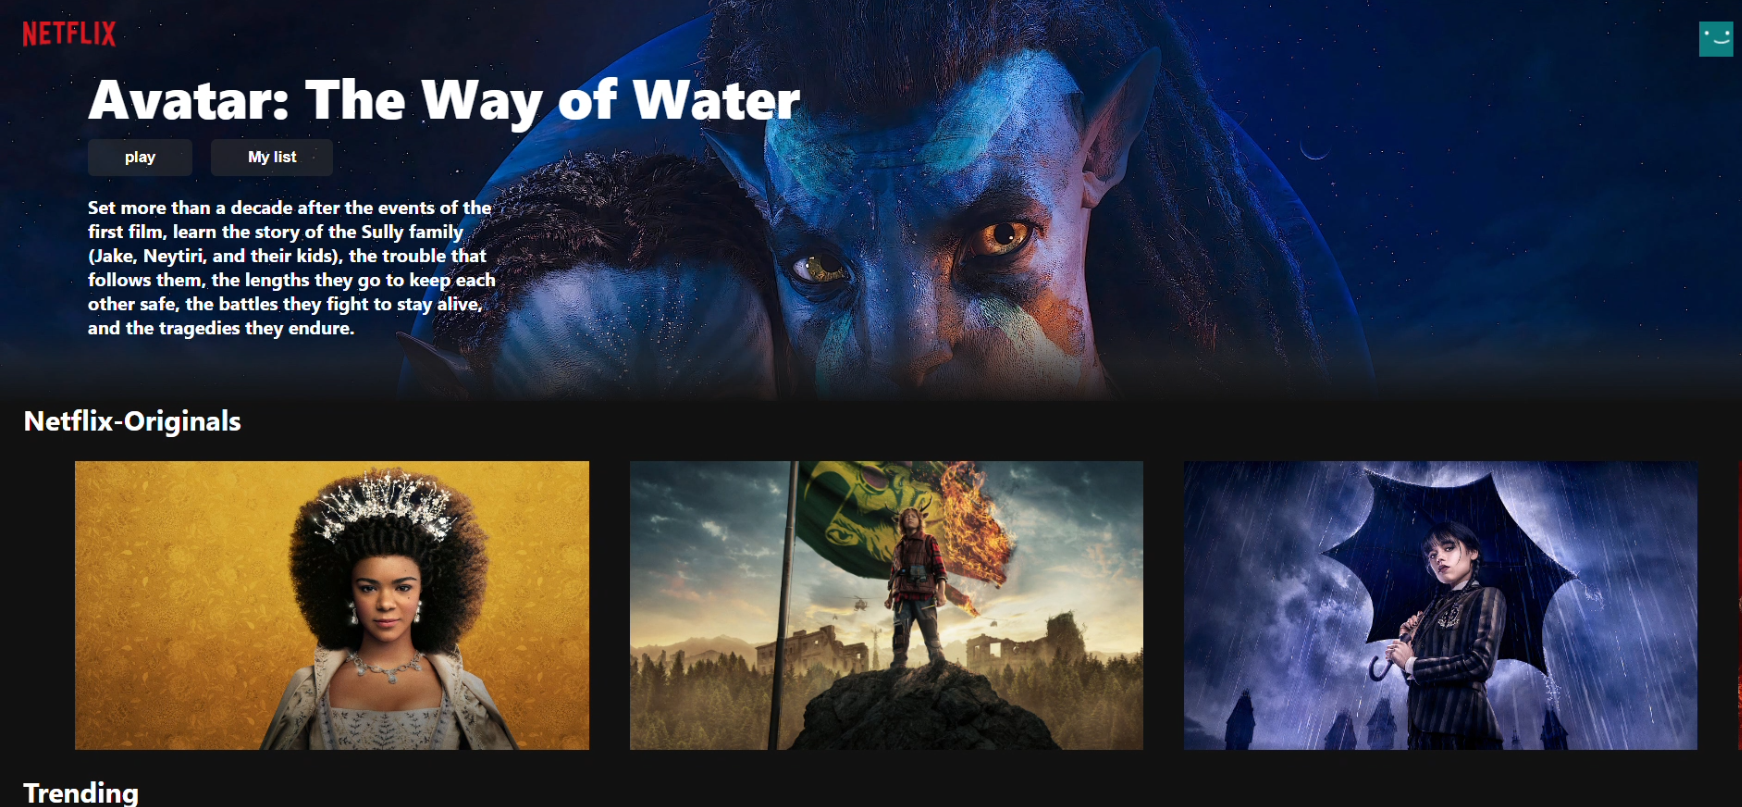 NETFLIX
Avatar: The Way of Water
play
My list
Set more than a decade after the events of the
first film, learn the story of the Sully family
(Jake, Neytiri, and their kids), the trouble that
follows them, the lengths they go to keep each
other safe, the battles they fight to stay alive,
and the tragedies they endure.
Netflix-Originals
Trending